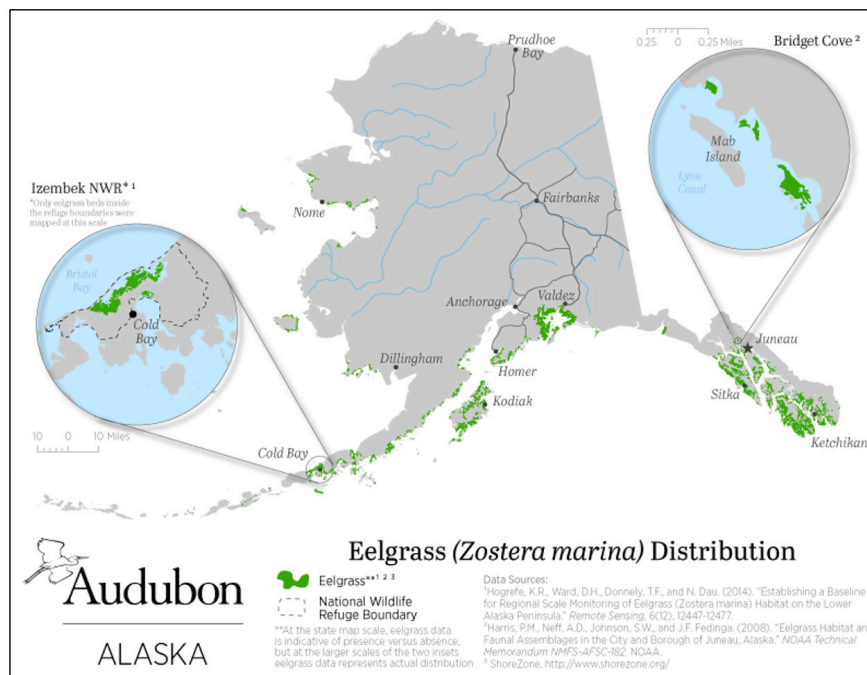 0.25 0 0.25 Miles
Bridget Cove ²
Prudhoe
Bay
Mab
Island
Lynn
Canal
Izembek NWR* ¹
*Only eelgrass beds inside
the refuge boundaries were
mapped at this scale
Nome
Fairbanks
Bristol
Bay
Cold
Bay
Anchorage
Valdez
Dillingham
Homer
Kodiak
Juneau
Sitka
Ketchikan
10 0 10 Miles
Cold Bay
Eelgrass (Zostera marina) Distribution
Audubon
ALASKA
Eelgrass**¹ ² ³
National Wildlife
Refuge Boundary
**At the state map scale, eelgrass data
is indicative of presence versus absence,
but at the larger scales of the two insets
eelgrass data represents actual distribution
Data Sources:
¹Hogrefe, K.R., Ward, D.H., Donnely, T.F., and N. Dau. (2014). "Establishing a Baseline
for Regional Scale Monitoring of Eelgrass (Zostera marina) Habitat on the Lower
Alaska Peninsula." Remote Sensing, 6(12), 12447-12477.
²Harris, P.M., Neff, A.D., Johnson, S.W., and J.F. Fedinga. (2008). "Eelgrass Habitat an
Faunal Assemblages in the City and Borough of Juneau, Alaska." NOAA Technical
Memorandum NMFS-AFSC-182. NOAA.
³ ShoreZone. http://www.shorezone.org/